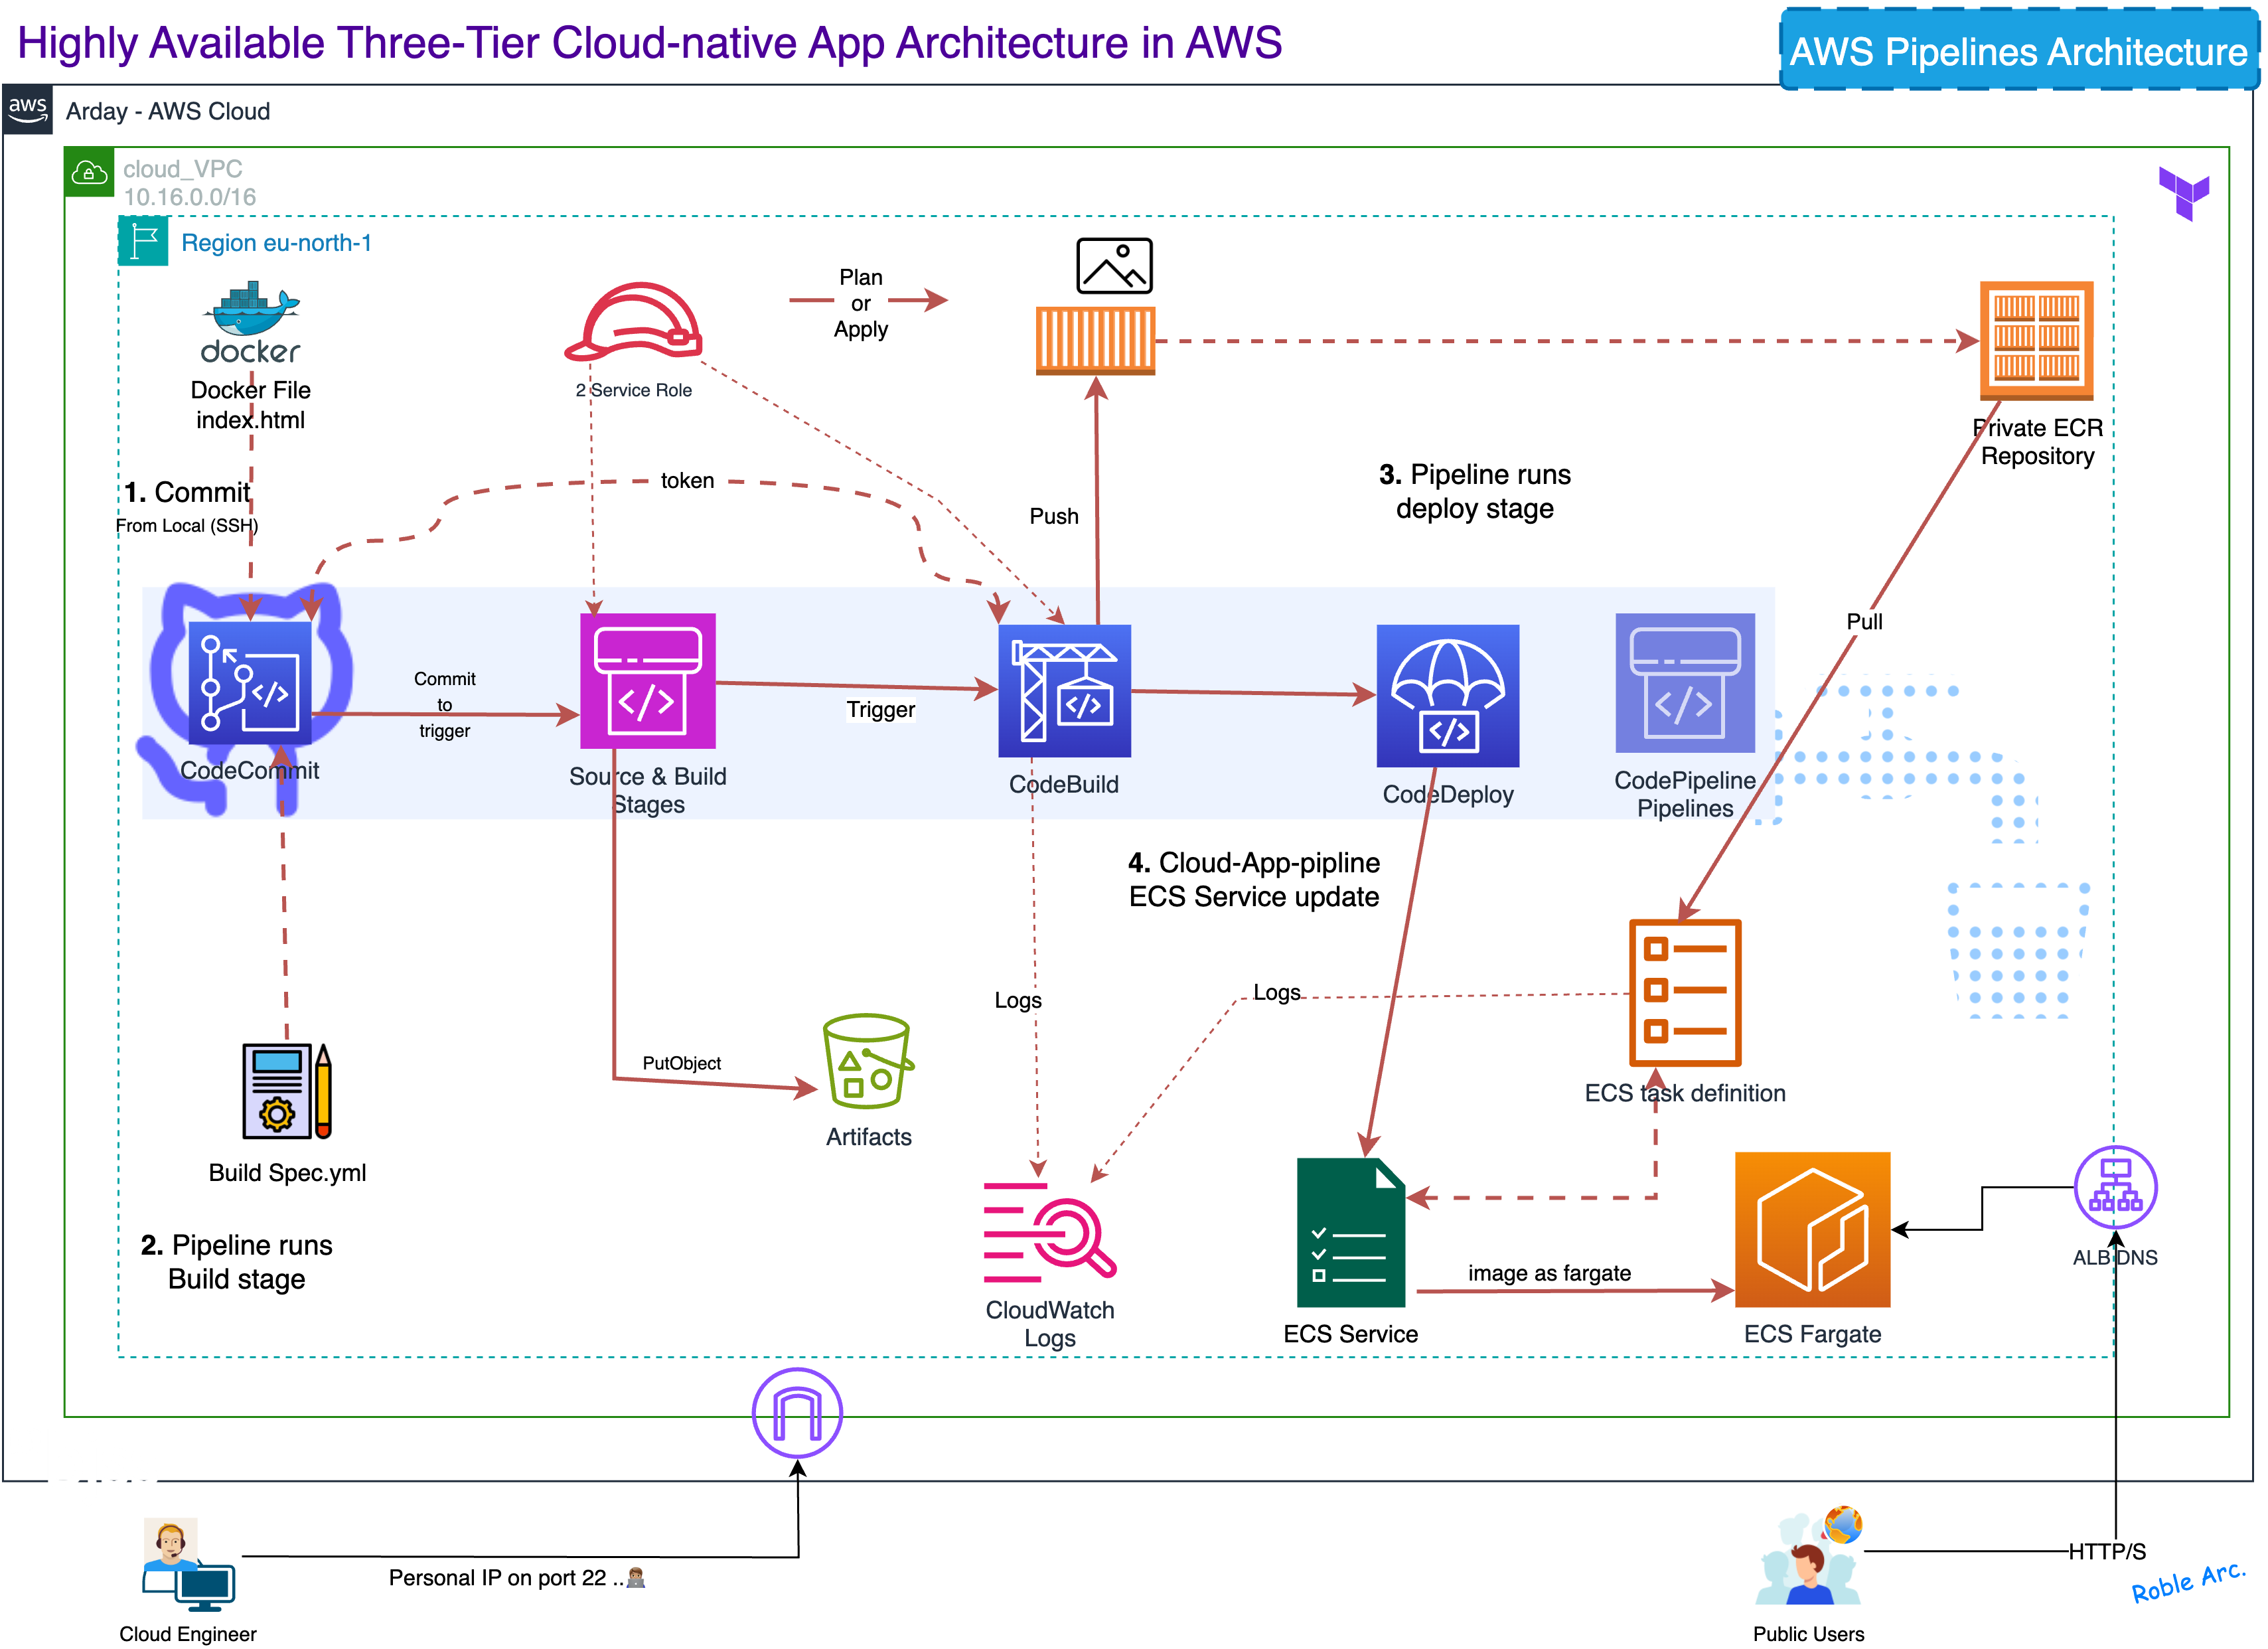 Highly Available Three-Tier Cloud-native App Architecture in AWS
AWS Pipelines Architecture
aws
Arday - AWS Cloud
cloud_VPC
10.16.0.0/16
Region eu-north-1
docker
Docker File
index.html
2 Service Role
Plan
or
Apply
Private ECR
Repository
1. Commit
From Local (SSH)
token
Push
3. Pipeline runs
deploy stage
Pull
Commit
to
trigger
Trigger
CodeCommit
Source & Build
Stages
CodeBuild
CodeDeploy
CodePipeline
Pipelines
4. Cloud-App-pipline
ECS Service update
Logs
Logs
PutObject
Artifacts
ECS task definition
Build Spec.yml
2. Pipeline runs
Build stage
CloudWatch
Logs
ECS Service
image as fargate
ECS Fargate
ALB DNS
Personal IP on port 22 ..
Cloud Engineer
HTTP/S
Public Users
Roble Arc.